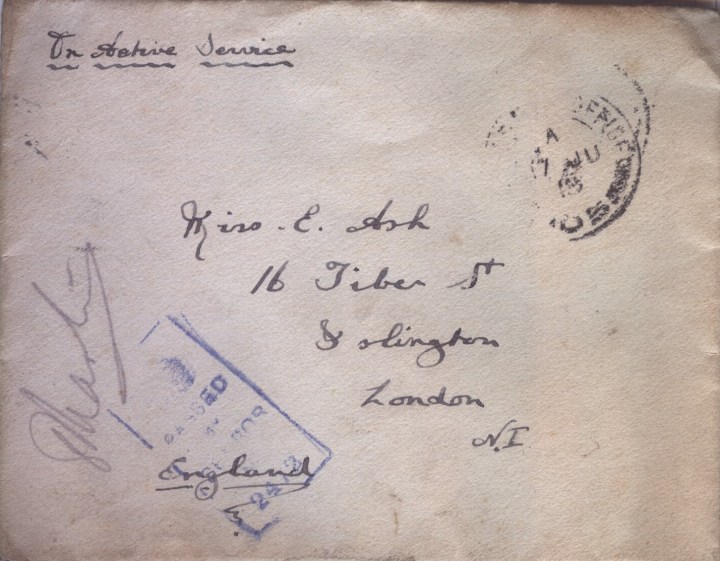 On Active Service
Miss. E. Ash
16 Tiber St
Islington
London
N.I
England
PASSED